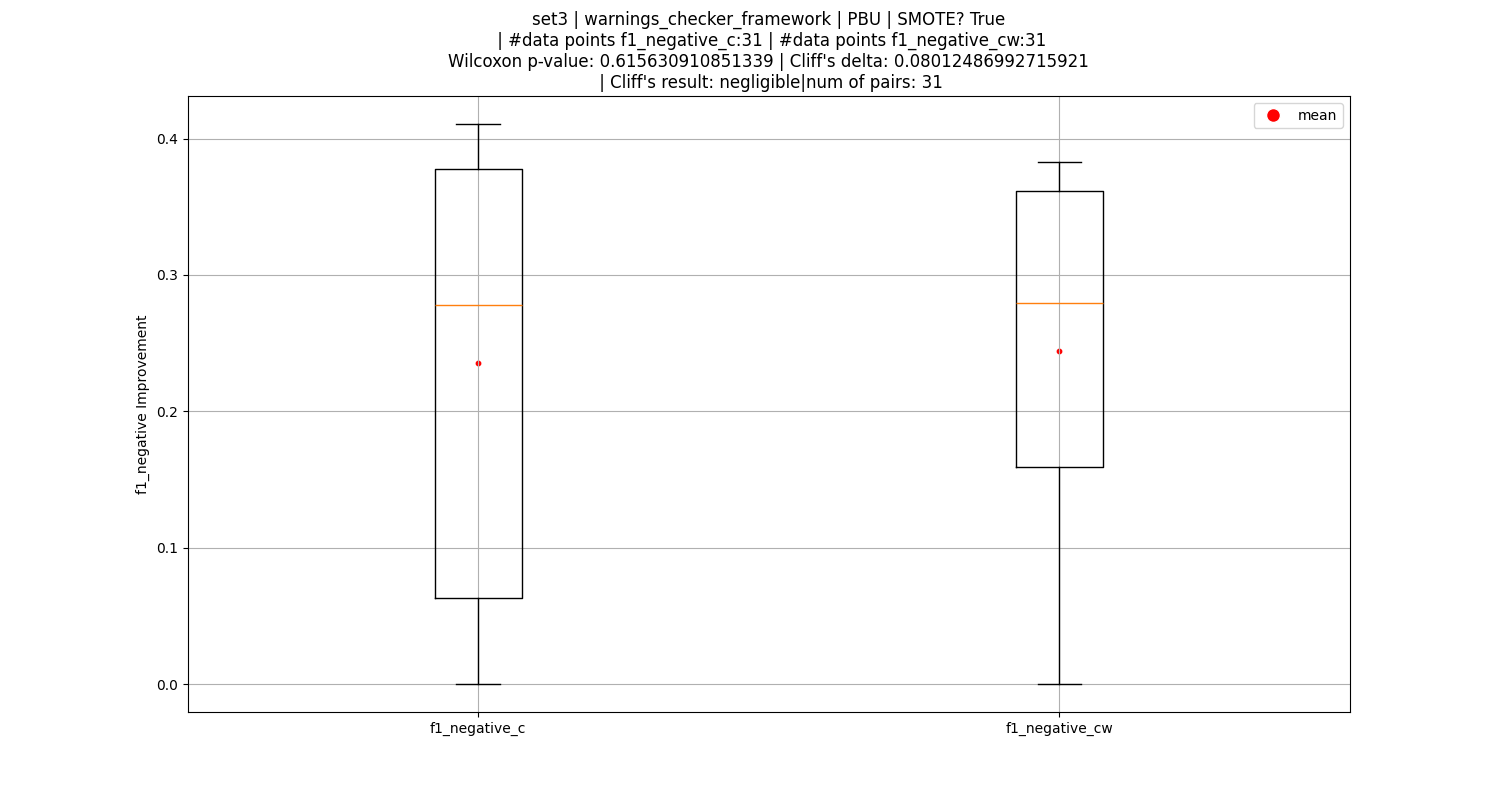 set3 | warnings_checker_framework | PBU | SMOTE? True
| #data points f1_negative_c:31 | #data points f1_negative_cw:31
Wilcoxon p-value: 0.615630910851339 | Cliff's delta: 0.08012486992715921
| Cliff's result: negligible|num of pairs: 31
mean
0.4
0.3
0.2
0.1
0.0
f1_negative Improvement
f1_negative_c
f1_negative_cw